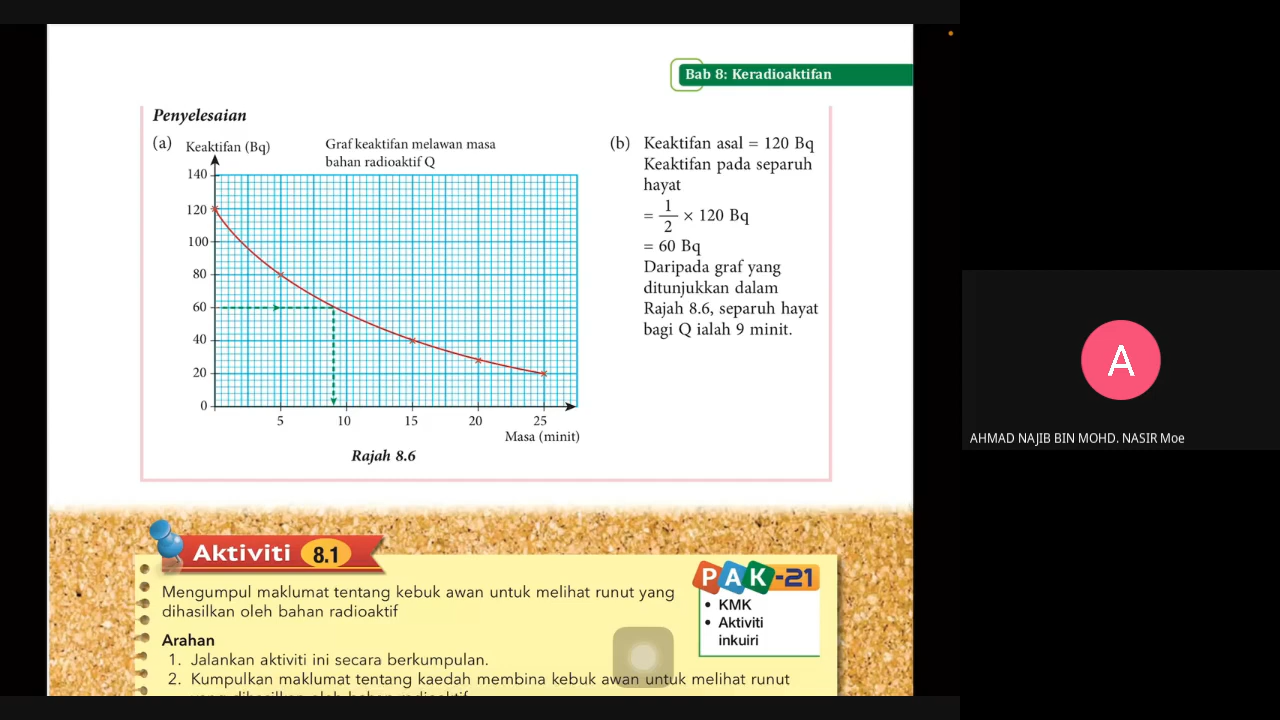 Bab 8: Keradioaktifan
Penyelesaian
(a)
Keaktifan (Bq)
Graf keaktifan melawan masa
bahan radioaktif Q
140
120
100
80
60
40
20
0
5
10
15
20
25
Masa (minit)
Rajah 8.6
(b)
Keaktifan asal = 120 Bq
Keaktifan pada separuh
hayat
= 1/2 × 120 Bq
= 60 Bq
Daripada graf yang
ditunjukkan dalam
Rajah 8.6, separuh hayat
bagi Q ialah 9 minit.
A
AHMAD NAJIB BIN MOHD. NASIR Moe
Aktiviti 8.1
Mengumpul maklumat tentang kebuk awan untuk melihat runut yang
dihasilkan oleh bahan radioaktif
PAK-21
• KMK
• Aktiviti
inkuiri
Arahan
1. Jalankan aktiviti ini secara berkumpulan.
2. Kumpulkan maklumat tentang kaedah membina kebuk awan untuk melihat runut
yang dihasilkan oleh bahan radioaktif